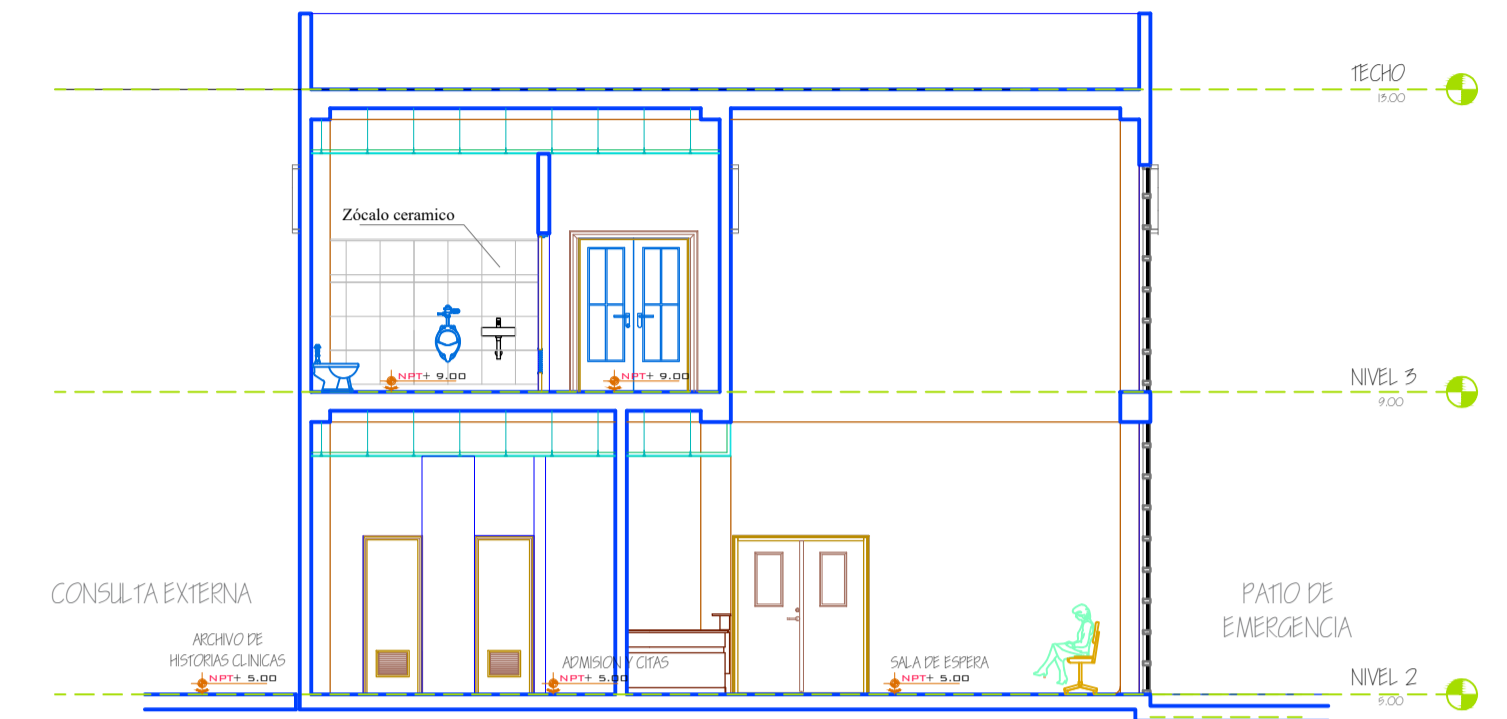 TECHO
13.00
Zócalo ceramico
NPT+ 9.00
NPT+ 9.00
NIVEL 3
9.00
CONSULTA EXTERNA
PATIO DE
EMERGENCIA
ARCHIVO DE
HISTORIAS CLINICAS
NPT+ 5.00
ADMISION Y CITAS
NPT+ 5.00
SALA DE ESPERA
NPT+ 5.00
NIVEL 2
5.00